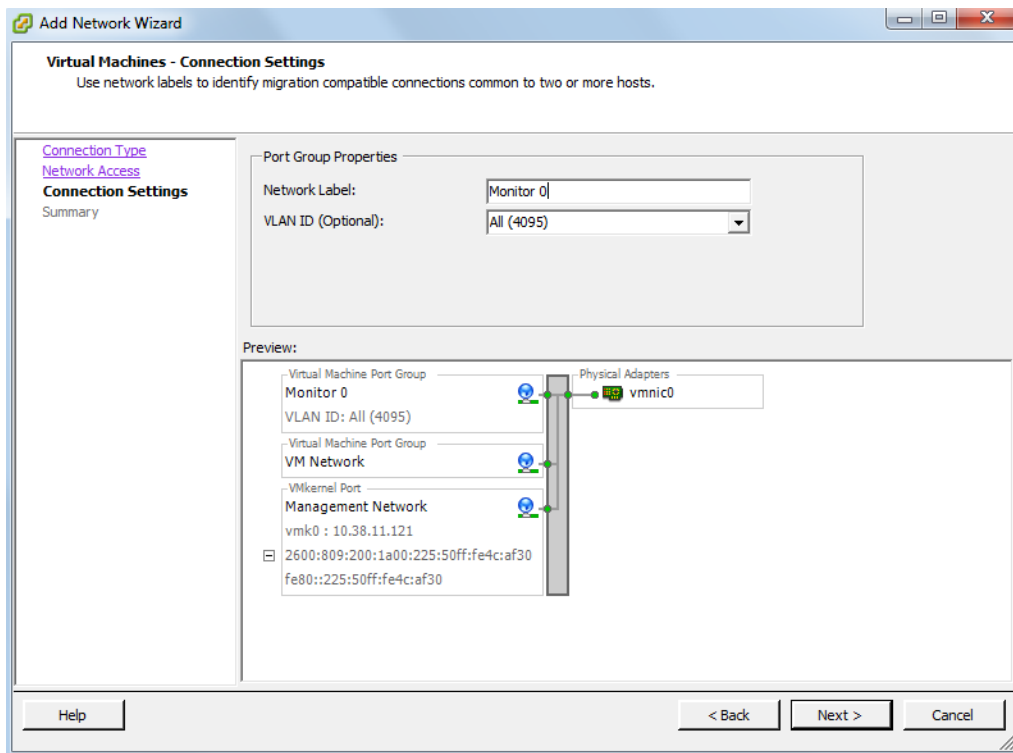 Add Network Wizard
Virtual Machines - Connection Settings
Use network labels to identify migration compatible connections common to two or more hosts.
Connection Type
Network Access
Connection Settings
Summary
Port Group Properties
Network Label:
Monitor 0
VLAN ID (Optional):
All (4095)
Preview:
Virtual Machine Port Group
Monitor 0
VLAN ID: All (4095)
Virtual Machine Port Group
VM Network
VMkernel Port
Management Network
vmk0 : 10.38.11.121
2600:809:200:1a00:225:50ff:fe4c:af30
fe80::225:50ff:fe4c:af30
Physical Adapters
vmnic0
Help
< Back
Next >
Cancel